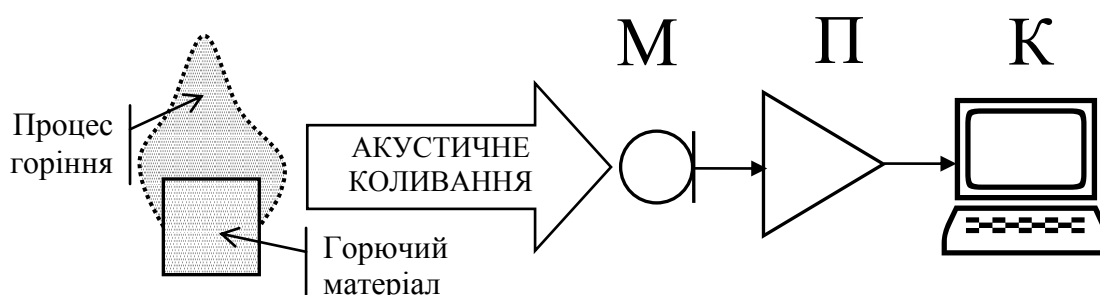 М П К
Процес
горіння
АКУСТИЧНЕ
КОЛИВАННЯ
Горючий
матеріал